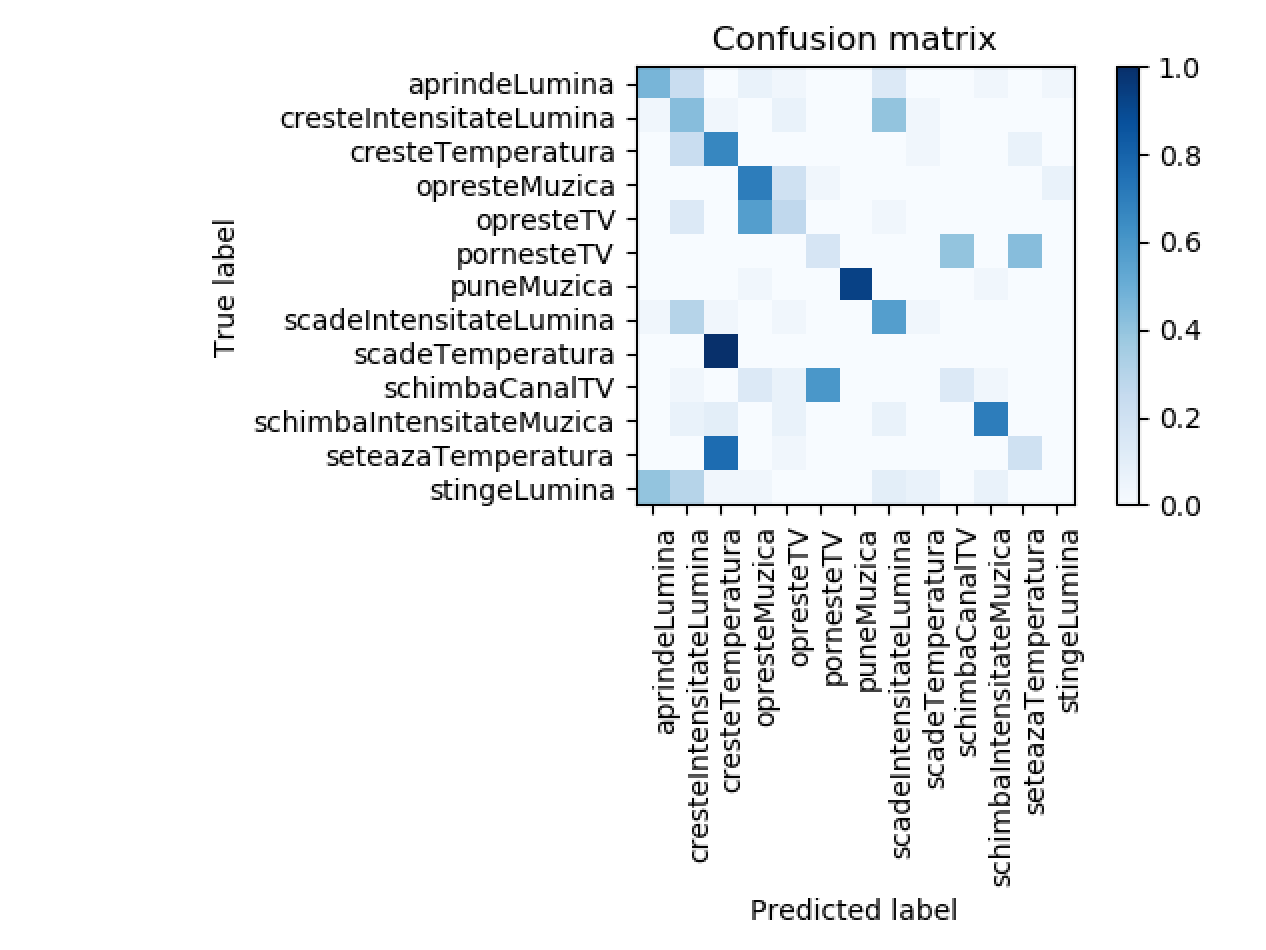 Confusion matrix
True label
aprindeLumina
cresteIntensitateLumina
cresteTemperatura
opresteMuzica
opresteTV
pornesteTV
puneMuzica
scadeIntensitateLumina
scadeTemperatura
schimbaCanalTV
schimbaIntensitateMuzica
seteazaTemperatura
stingeLumina
1.0
0.8
0.6
0.4
0.2
0.0
aprindeLumina
cresteIntensitateLumina
cresteTemperatura
opresteMuzica
opresteTV
pornesteTV
puneMuzica
scadeIntensitateLumina
scadeTemperatura
schimbaCanalTV
schimbaIntensitateMuzica
seteazaTemperatura
stingeLumina
Predicted label